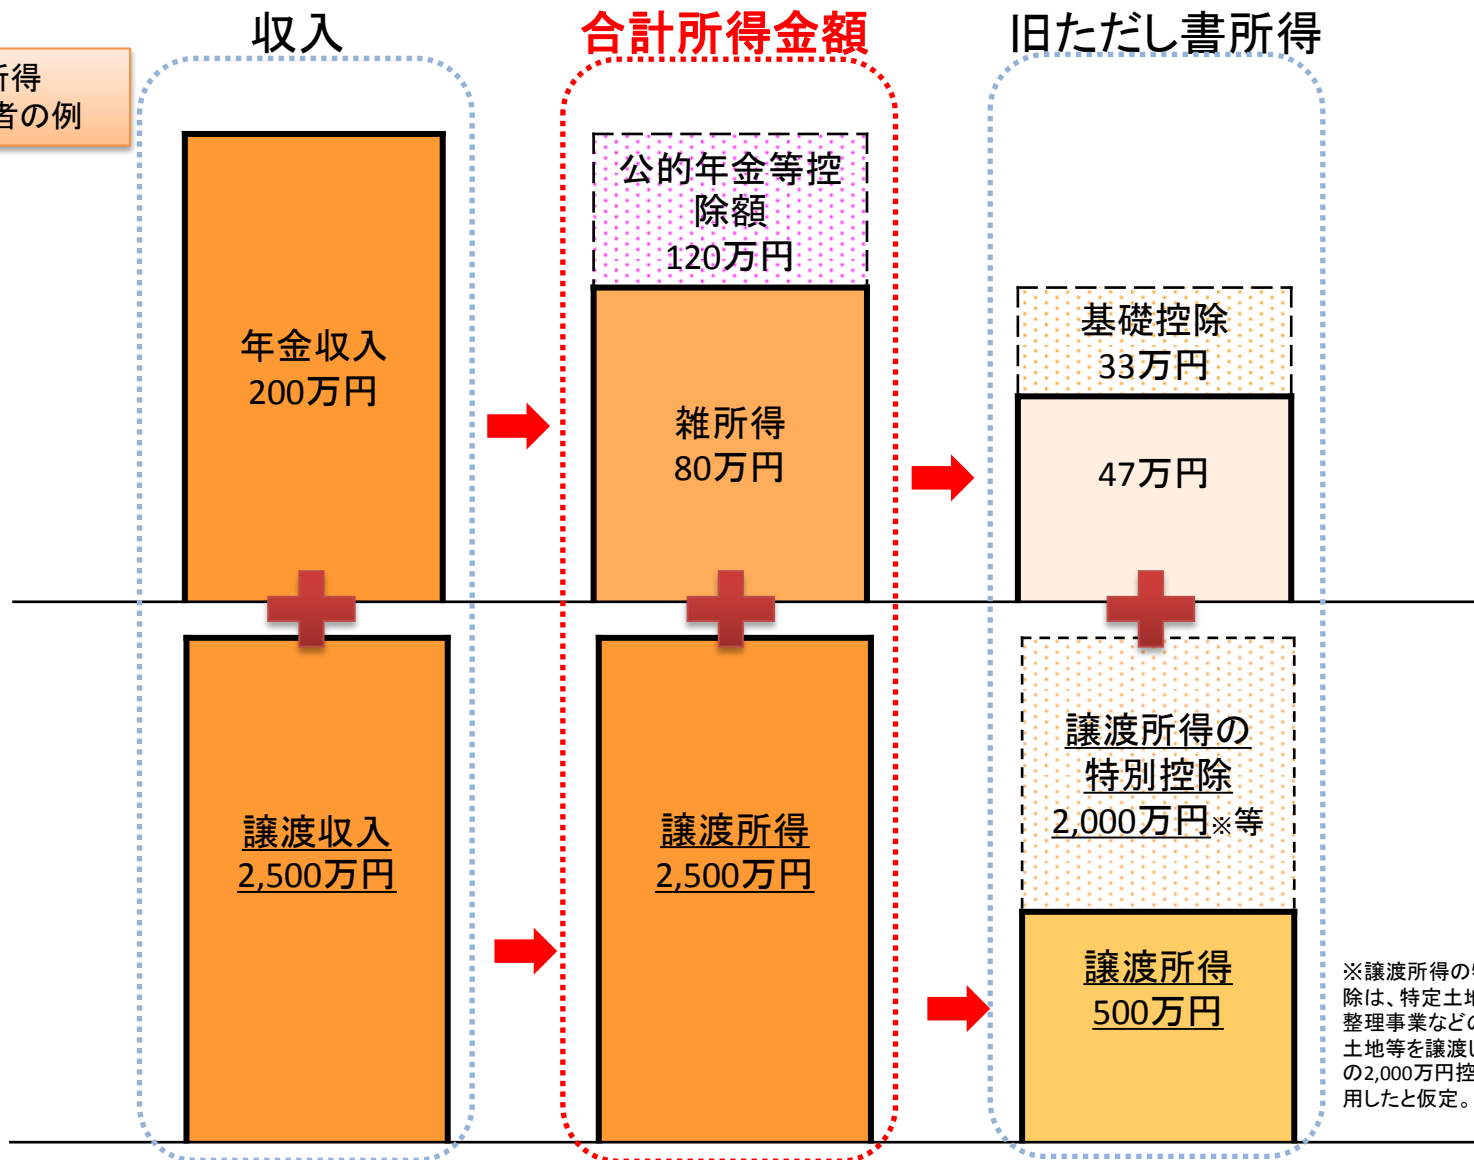 収入
合計所得金額
旧ただし書所得
所得
者の例
年金収入
200万円
公的年金等控
除額
120万円
雑所得
80万円
基礎控除
33万円
47万円
譲渡収入
2,500万円
譲渡所得
2,500万円
譲渡所得の
特別控除
2,000万円※等
譲渡所得
500万円
※譲渡所得の
除は、特定土地
整理事業などの
土地等を譲渡し
の2,000万円控
用したと仮定。